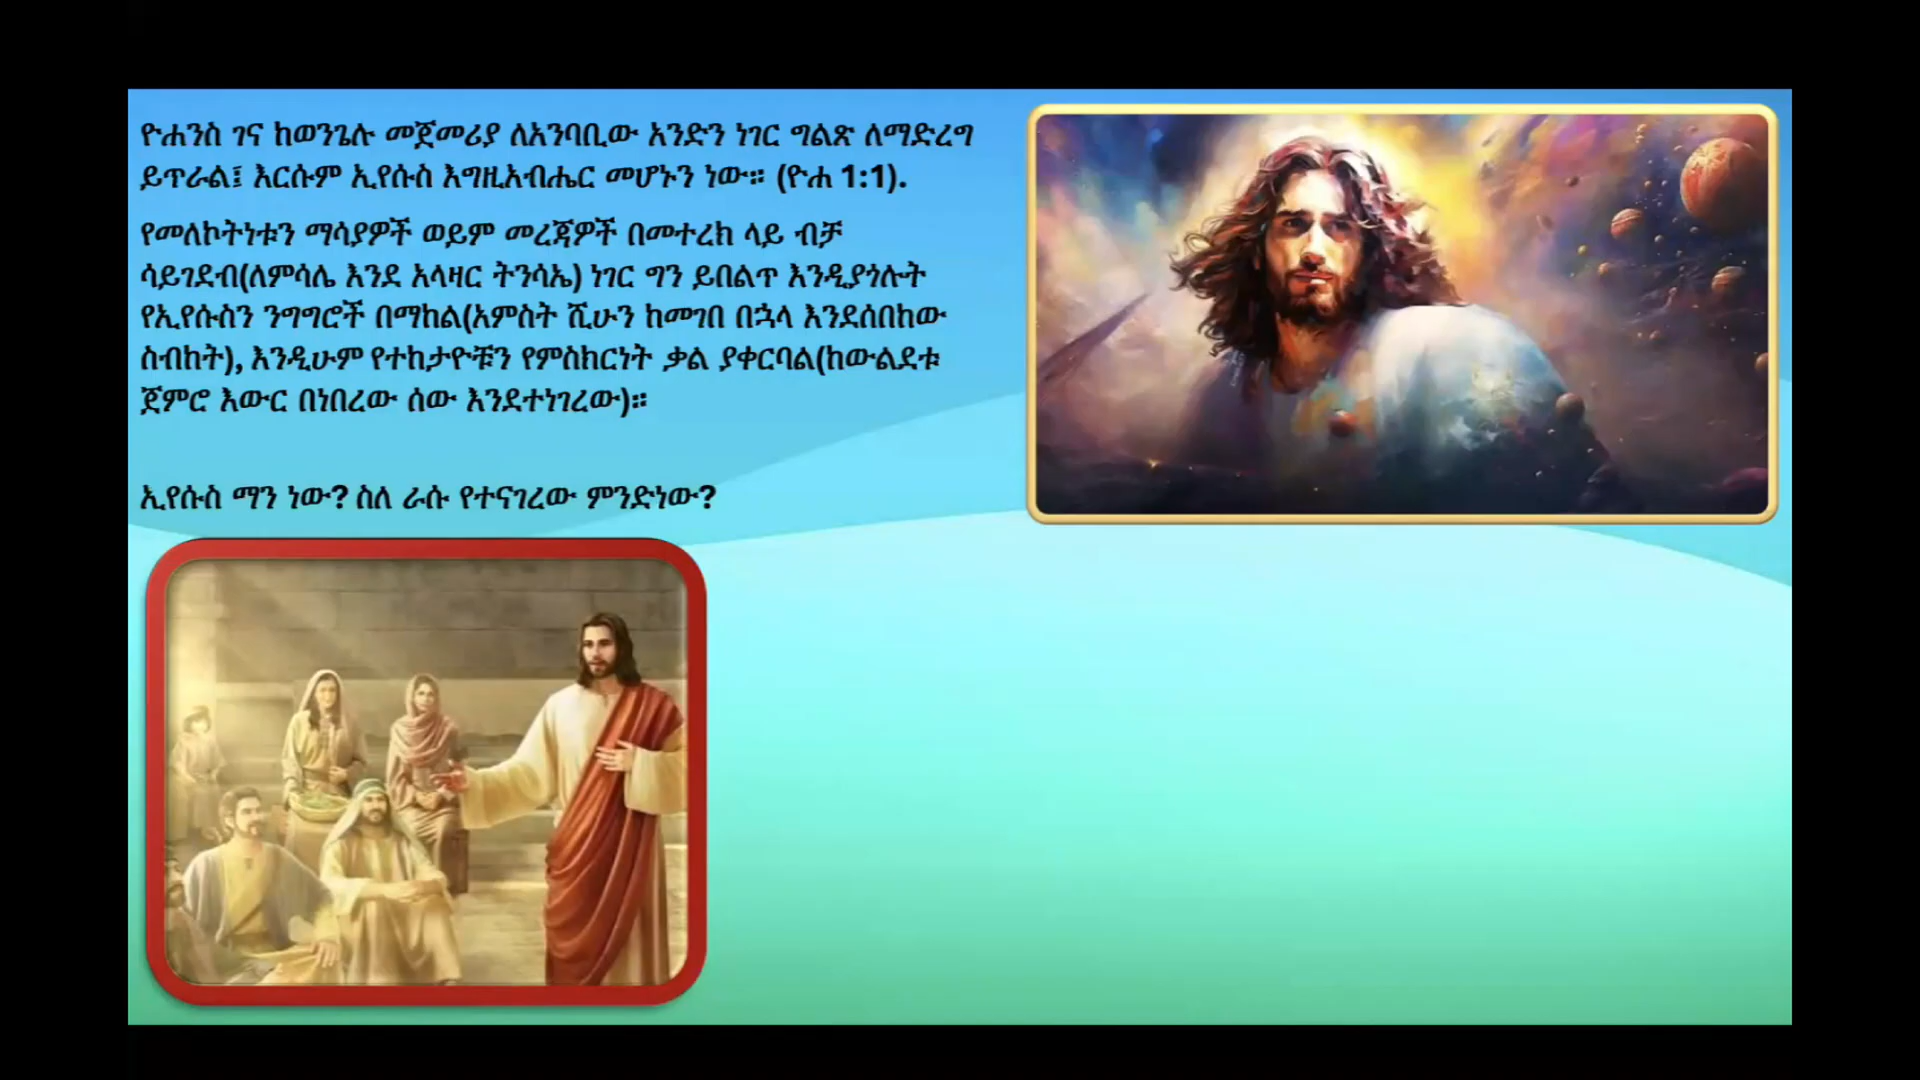 ዮሐንስ ገና ከወንጌሉ መጀመሪያ ለአንባቢው አንድን ነገር ግልጽ ለማድረግ
ይጥራል፤ እርሱም ኢየሱስ እግዚአብሔር መሆኑን ነው። (ዮሐ 1:1).
የመለኮትነቱን ማሳያዎች ወይም መረጃዎች በመተረክ ላይ ብቻ
ሳይገደብ(ለምሳሌ እንደ አላዛር ትንሳኤ) ነገር ግን ይበልጥ እንዲያጎሉት
የኢየሱስን ንግግሮች በማከል(አምስት ሺሁን ከመገበ በኋላ እንደሰበከው
ስብከት), እንዲሁም የተከታዮቹን የምስክርነት ቃል ያቀርባል(ከውልደቱ
ጀምሮ እውር በነበረው ሰው እንደተነገረው)።
ኢየሱስ ማን ነው? ስለ ራሱ የተናገረው ምንድነው?